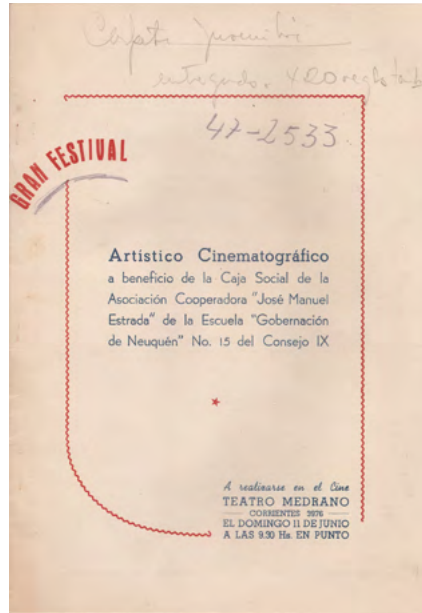 47-2533
GRAN FESTIVAL
Artístico Cinematográfico
a beneficio de la Caja Social de la
Asociación Cooperadora "José Manuel
Estrada" de la Escuela "Gobernación
de Neuquén" No. 15 del Consejo IX
A realizarse en el Cine
TEATRO MEDRANO
CORRIENTES 3976
EL DOMINGO 11 DE JUNIO
A LAS 9.30 Hs. EN PUNTO